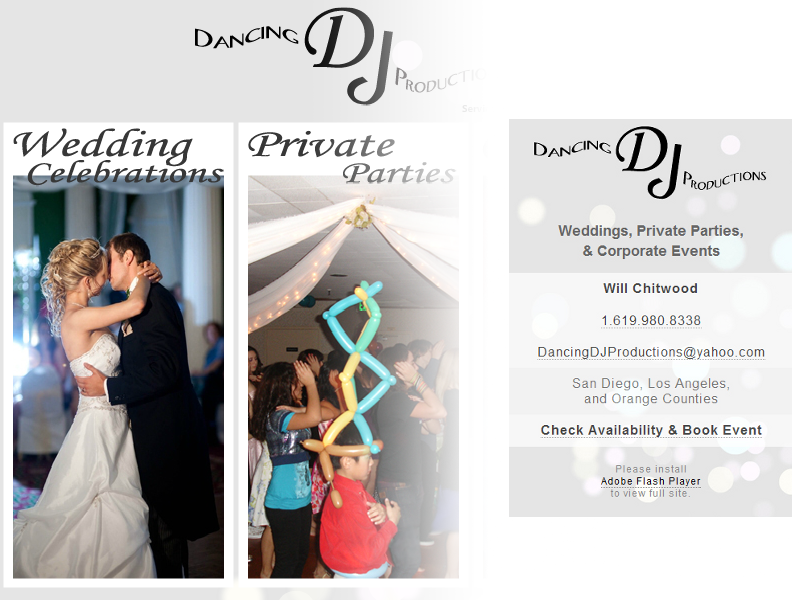 DANCING DJ PRODUCTIO
Wedding
Celebrations
Private
Parties
DANCING DJ PRODUCTIONS
Weddings, Private Parties,
& Corporate Events
Will Chitwood
1.619.980.8338
DancingDJProductions@yahoo.com
San Diego, Los Angeles,
and Orange Counties
Check Availability & Book Event
Please install
Adobe Flash Player
to view full site.